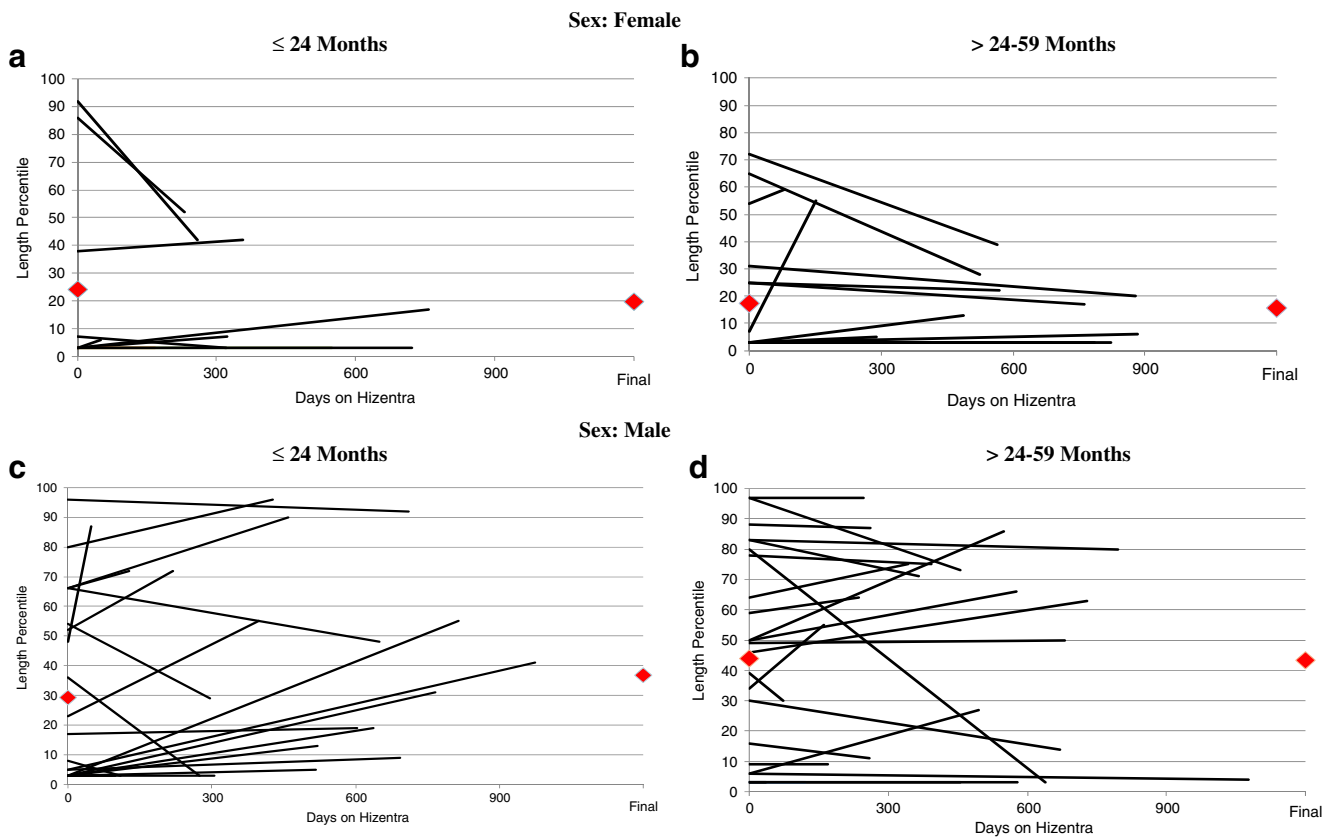 Sex: Female
≤ 24 Months
> 24-59 Months
a
b
100
90
80
70
60
50
40
30
20
10
0
Length Percentile
0
300
600
900
Final
Days on Hizentra
100
90
80
70
60
50
40
30
20
10
0
Length Percentile
0
300
600
900
Final
Days on Hizentra
Sex: Male
≤ 24 Months
> 24-59 Months
c
d
100
90
80
70
60
50
40
30
20
10
0
Length Percentile
0
300
600
900
Final
Days on Hizentra
100
90
80
70
60
50
40
30
20
10
0
Length Percentile
0
300
600
900
Final
Days on Hizentra